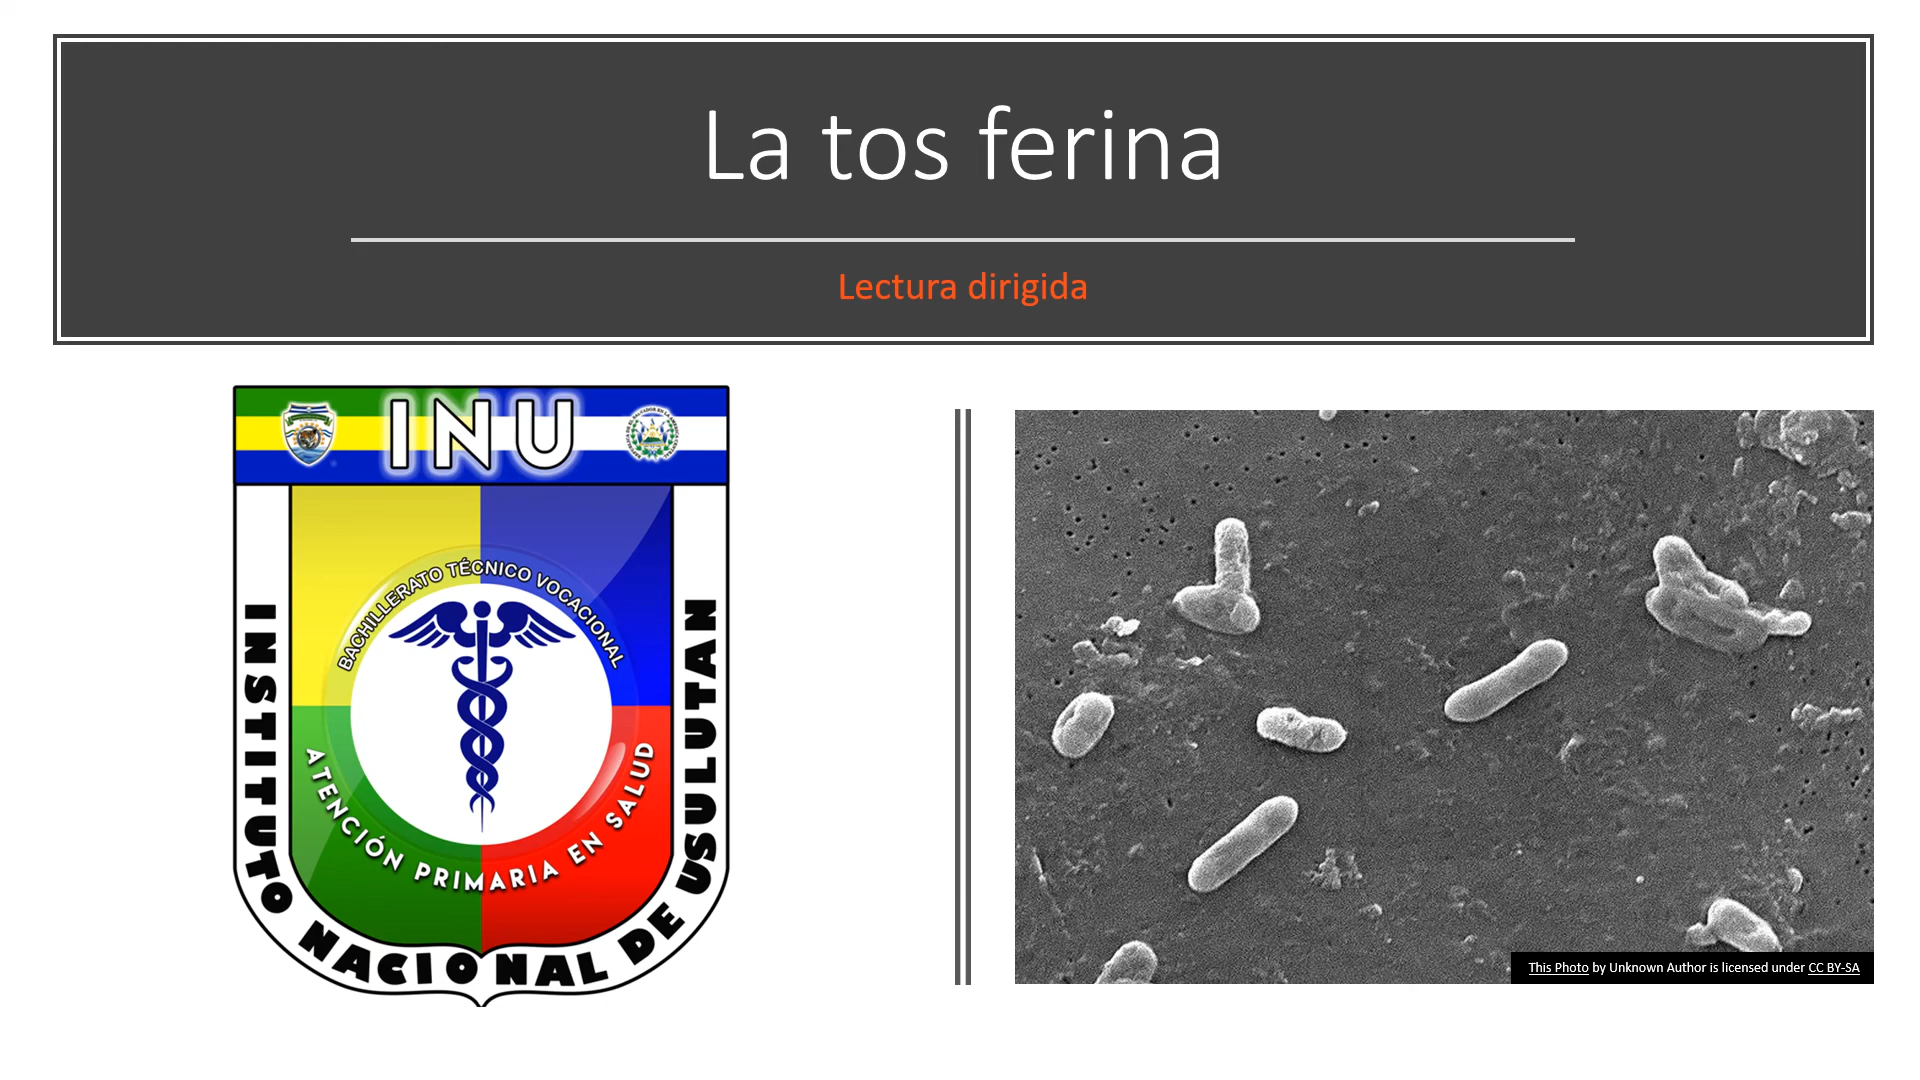 La tos ferina
Lectura dirigida
INU
BACHILLERATO TÉCNICO VOCACIONAL
ATENCIÓN PRIMARIA EN SALUD
INSTITUTO NACIONAL DE USULUTAN
This Photo by Unknown Author is licensed under CC BY-SA